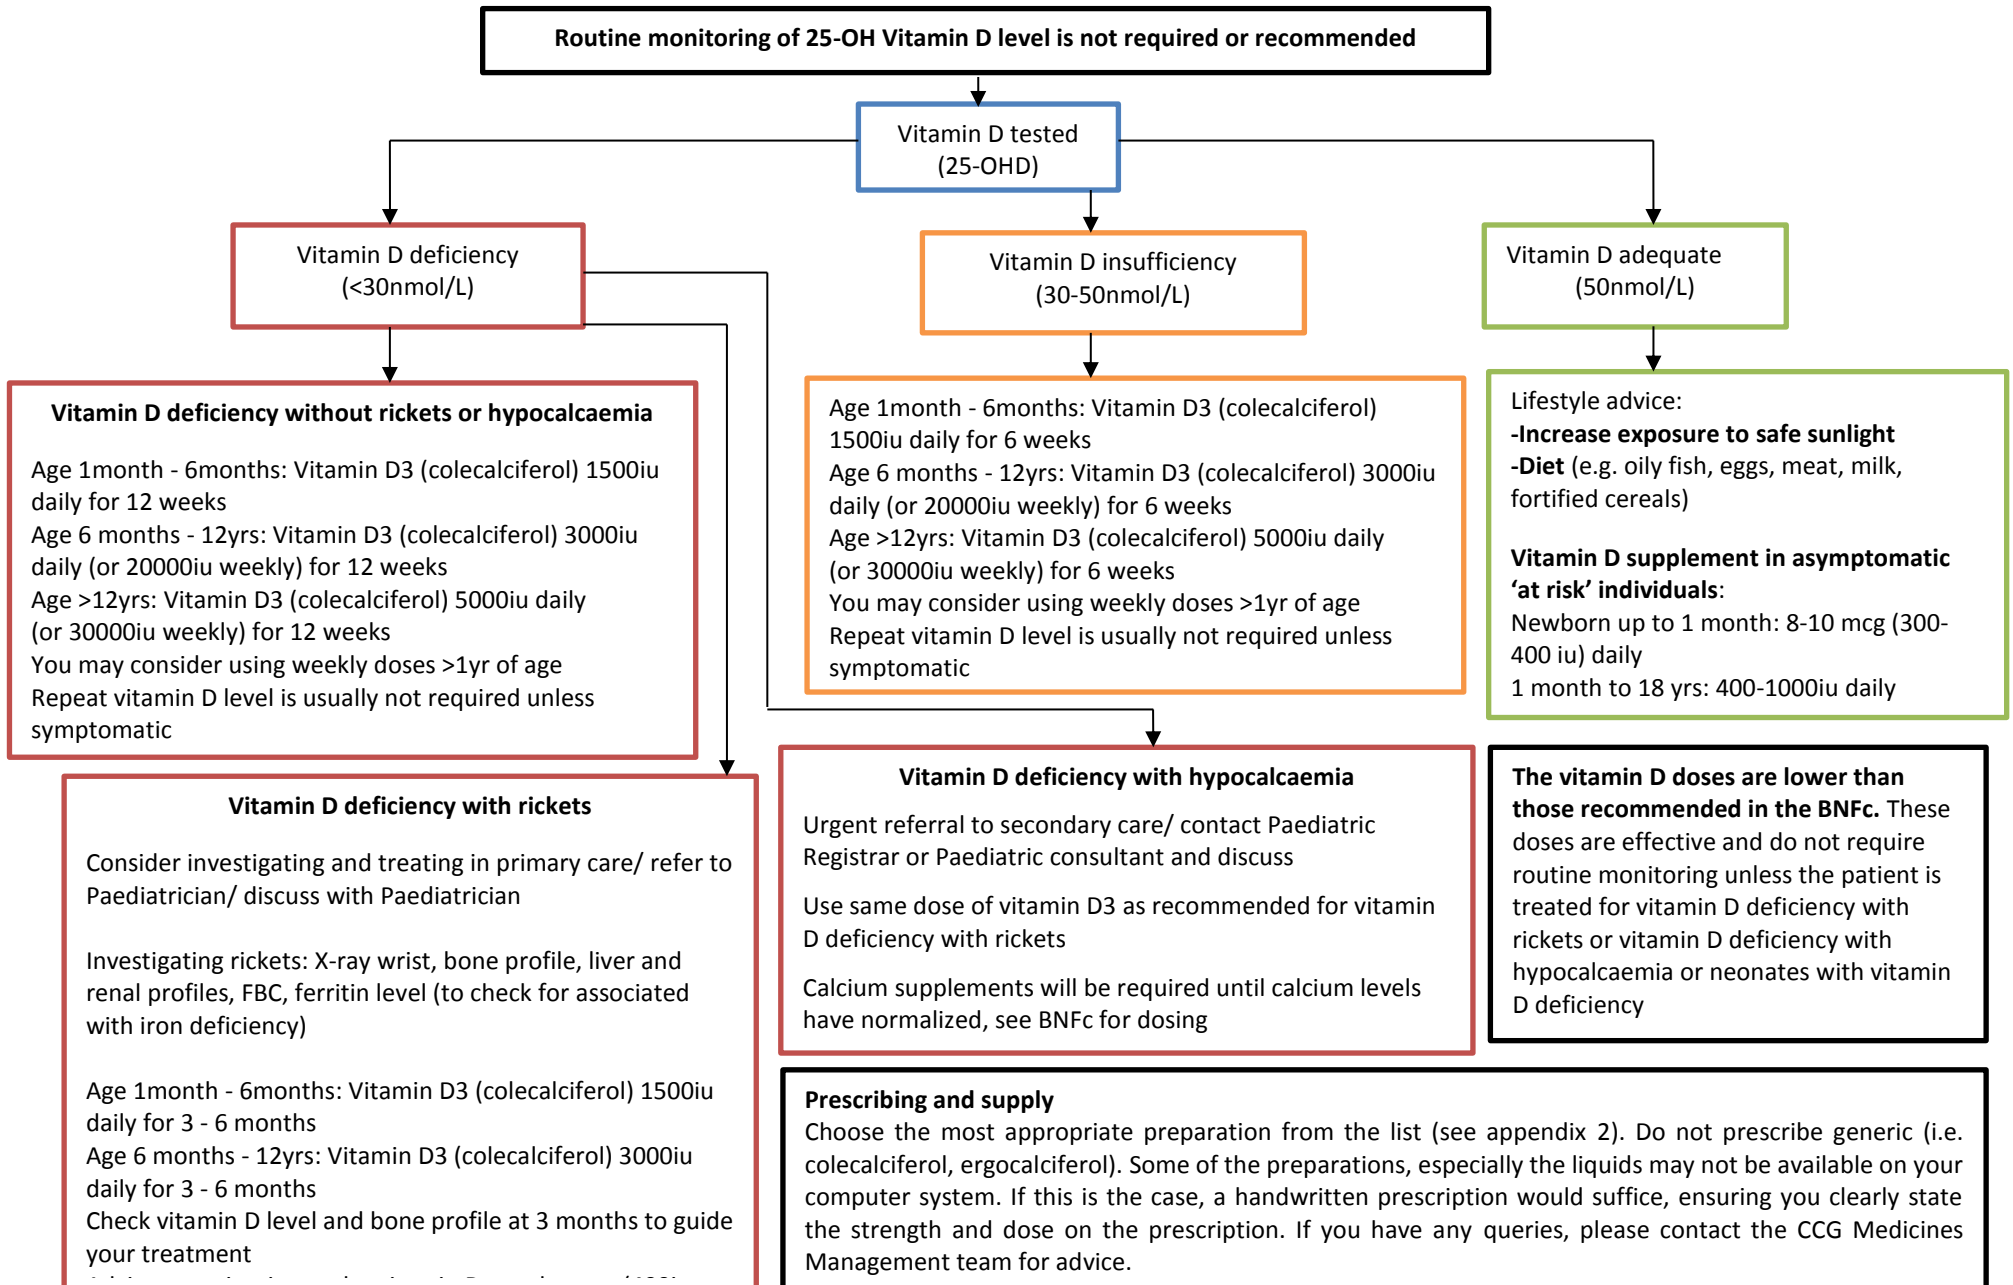 Routine monitoring of 25-OH Vitamin D level is not required or recommended
Vitamin D tested
(25-OHD)
Vitamin D deficiency
(<30nmol/L)
Vitamin D insufficiency
(30-50nmol/L)
Vitamin D adequate
(50nmol/L)
Vitamin D deficiency without rickets or hypocalcaemia
Age 1month - 6months: Vitamin D3 (colecalciferol) 1500iu
daily for 12 weeks
Age 6 months - 12yrs: Vitamin D3 (colecalciferol) 3000iu
daily (or 20000iu weekly) for 12 weeks
Age >12yrs: Vitamin D3 (colecalciferol) 5000iu daily
(or 30000iu weekly) for 12 weeks
You may consider using weekly doses >1yr of age
Repeat vitamin D level is usually not required unless
symptomatic
Age 1month - 6months: Vitamin D3 (colecalciferol)
1500iu daily for 6 weeks
Age 6 months - 12yrs: Vitamin D3 (colecalciferol) 3000iu
daily (or 20000iu weekly) for 6 weeks
Age >12yrs: Vitamin D3 (colecalciferol) 5000iu daily
(or 30000iu weekly) for 6 weeks
You may consider using weekly doses >1yr of age
Repeat vitamin D level is usually not required unless
symptomatic
Lifestyle advice:
-Increase exposure to safe sunlight
-Diet (e.g. oily fish, eggs, meat, milk,
fortified cereals)
Vitamin D supplement in asymptomatic
‘at risk’ individuals:
Newborn up to 1 month: 8-10 mcg (300-
400 iu) daily
1 month to 18 yrs: 400-1000iu daily
Vitamin D deficiency with rickets
Consider investigating and treating in primary care/ refer to
Paediatrician/ discuss with Paediatrician
Investigating rickets: X-ray wrist, bone profile, liver and
renal profiles, FBC, ferritin level (to check for associated
with iron deficiency)
Age 1month - 6months: Vitamin D3 (colecalciferol) 1500iu
daily for 3 - 6 months
Age 6 months - 12yrs: Vitamin D3 (colecalciferol) 3000iu
daily for 3 - 6 months
Check vitamin D level and bone profile at 3 months to guide
your treatment
Vitamin D deficiency with hypocalcaemia
Urgent referral to secondary care/ contact Paediatric
Registrar or Paediatric consultant and discuss
Use same dose of vitamin D3 as recommended for vitamin
D deficiency with rickets
Calcium supplements will be required until calcium levels
have normalized, see BNFc for dosing
The vitamin D doses are lower than
those recommended in the BNFc. These
doses are effective and do not require
routine monitoring unless the patient is
treated for vitamin D deficiency with
rickets or vitamin D deficiency with
hypocalcaemia or neonates with vitamin
D deficiency
Prescribing and supply
Choose the most appropriate preparation from the list (see appendix 2). Do not prescribe generic (i.e.
colecalciferol, ergocalciferol). Some of the preparations, especially the liquids may not be available on your
computer system. If this is the case, a handwritten prescription would suffice, ensuring you clearly state
the strength and dose on the prescription. If you have any queries, please contact the CCG Medicines
Management team for advice.